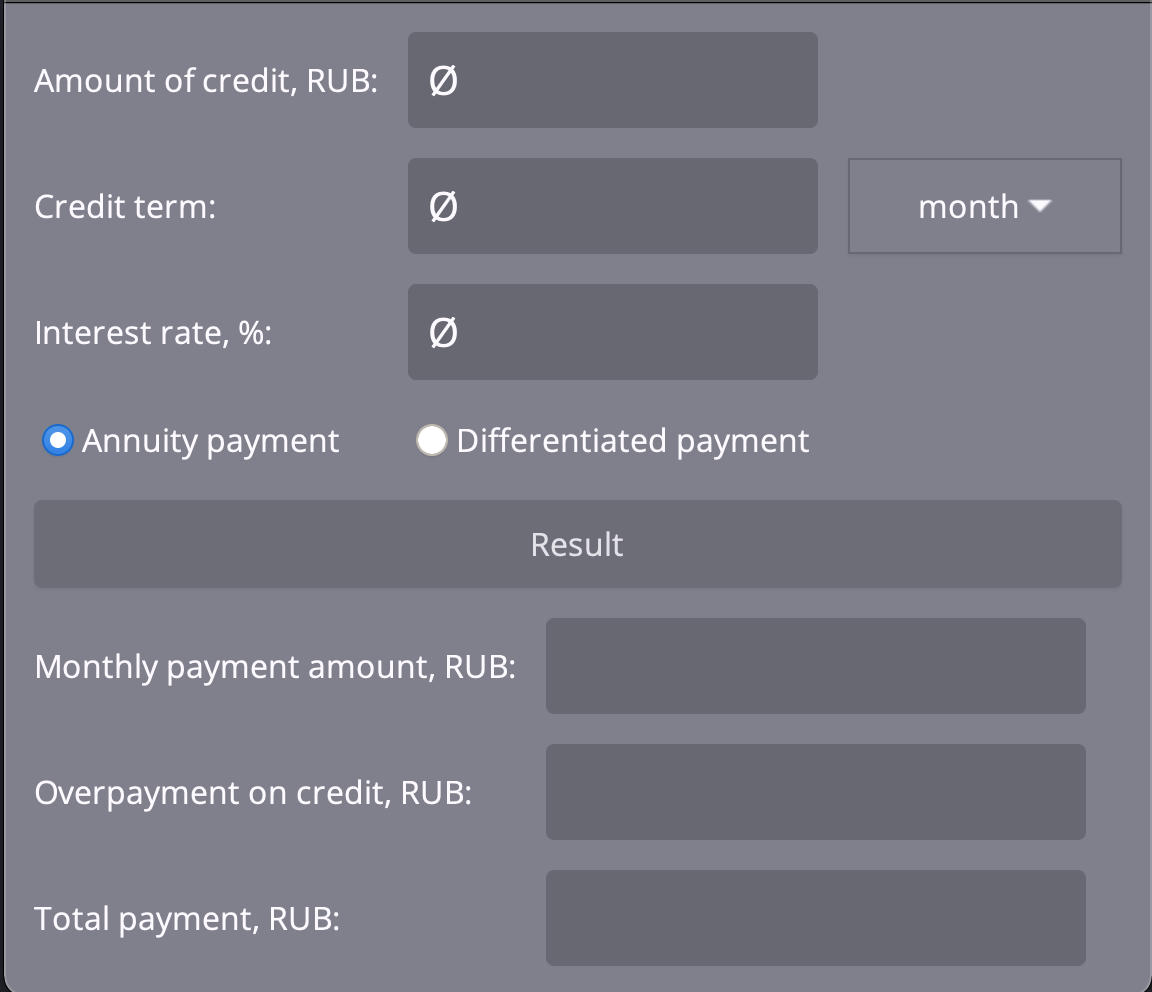 Amount of credit, RUB: Ø
Credit term: Ø month
Interest rate, %: Ø
Annuity payment Differentiated payment
Result
Monthly payment amount, RUB:
Overpayment on credit, RUB:
Total payment, RUB: